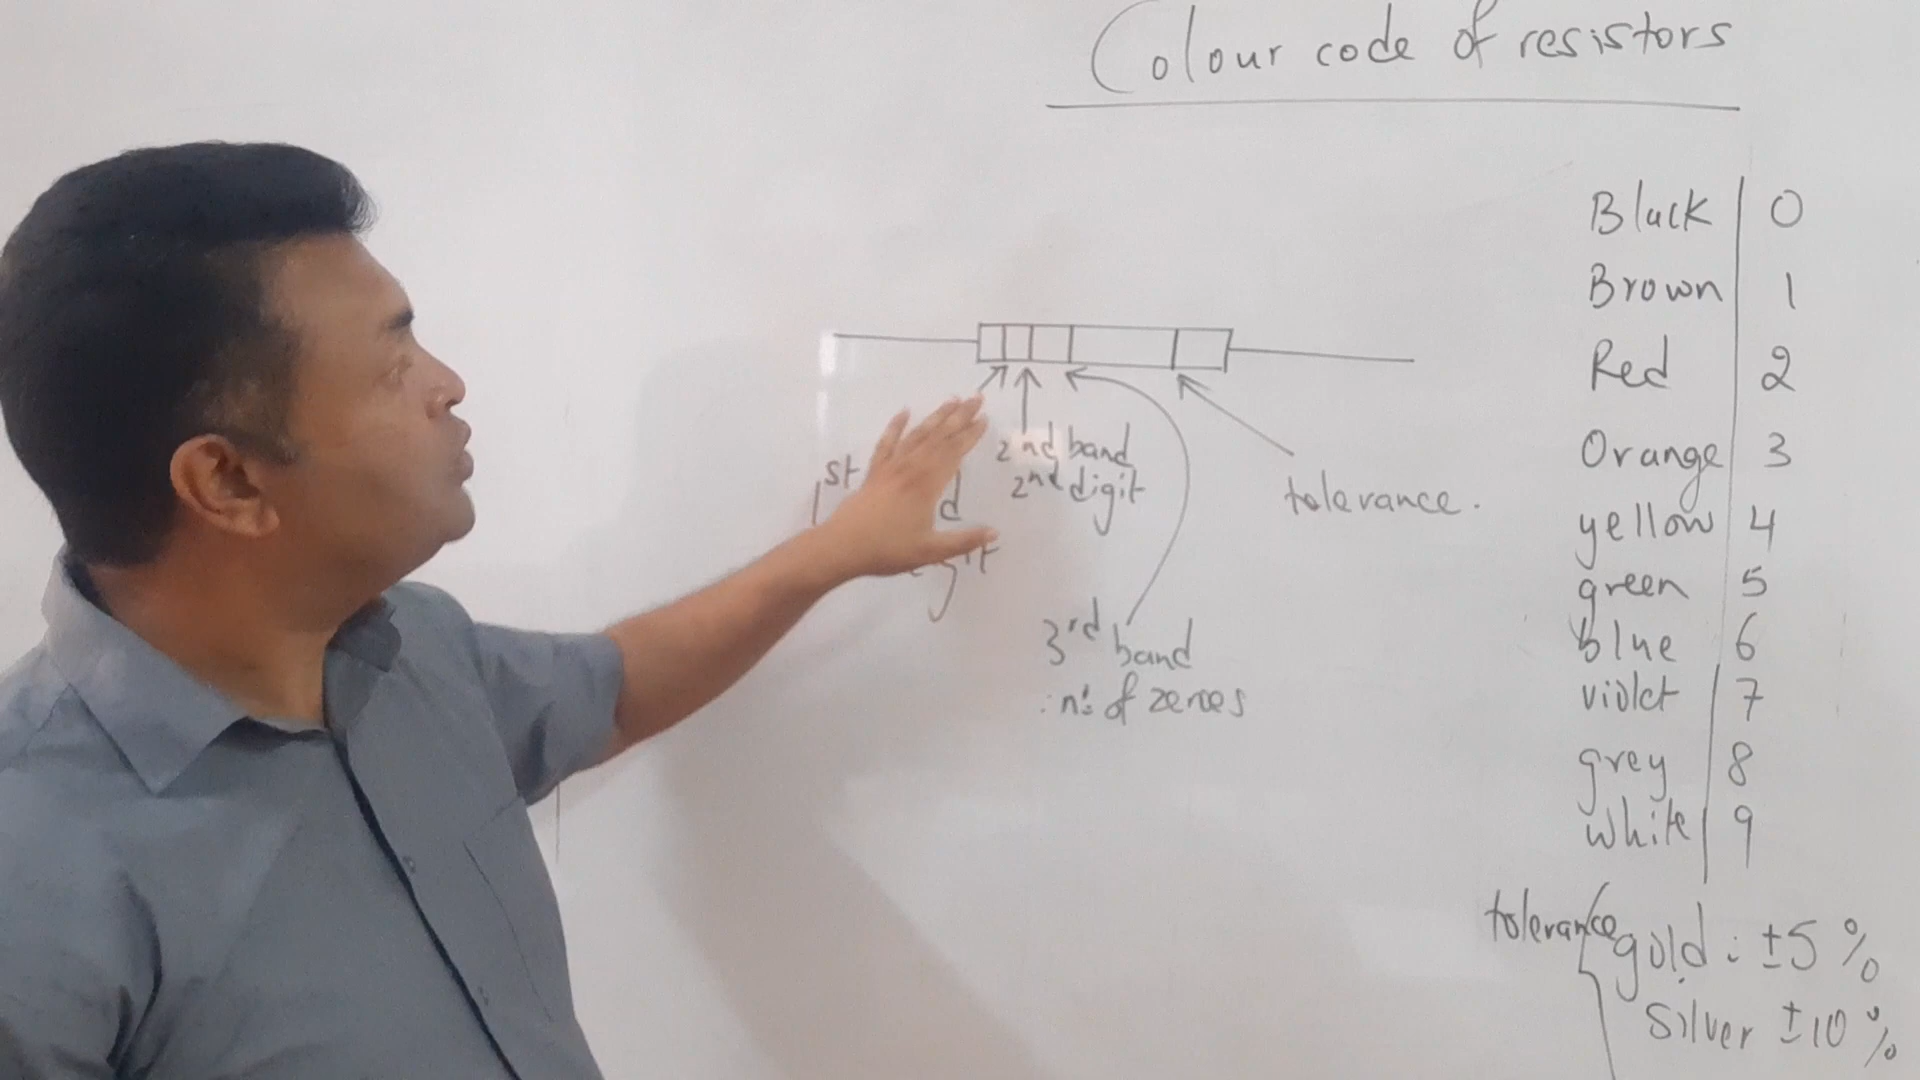 Colour code of resistors
Black 0
Brown 1
Red 2
Orange 3
yellow 4
green 5
blue 6
violet 7
grey 8
white 9
tolerance
gold : ±5 %
silver ±10 %
1st
2nd band
2nd digit
3rd band
: nº of zeroes
tolerance.